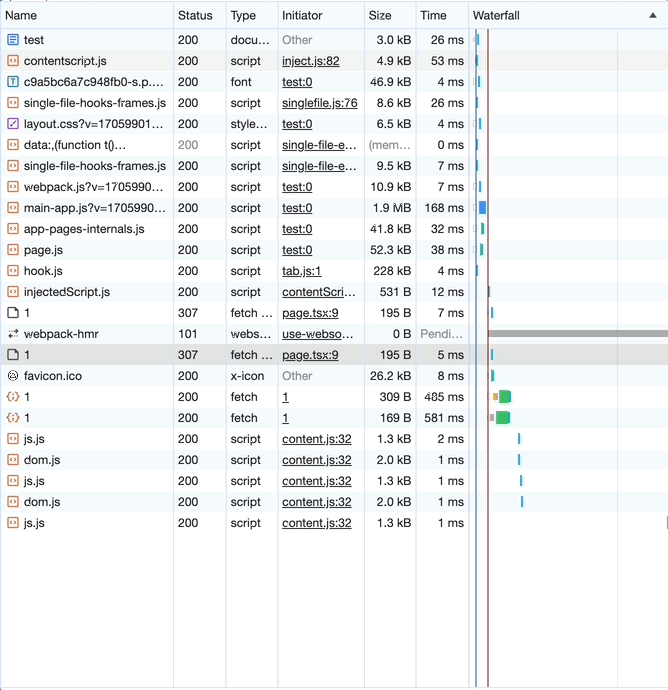 Name Status Type Initiator Size Time Waterfall
test 200 docu... Other 3.0 kB 26 ms
contentscript.js 200 script inject.js:82 4.9 kB 53 ms
c9a5bc6a7c948fb0-s.p.... 200 font test:0 46.9 kB 4 ms
single-file-hooks-frames.js 200 script singlefile.js:76 8.6 kB 26 ms
layout.css?v=17059901... 200 style... test:0 6.5 kB 4 ms
data:,(function t()... 200 script single-file-e... (mem... 0 ms
single-file-hooks-frames.js 200 script single-file-e... 9.5 kB 7 ms
webpack.js?v=1705990... 200 script test:0 10.9 kB 7 ms
main-app.js?v=170599​0... 200 script test:0 1.9 MB 168 ms
app-pages-internals.js 200 script test:0 41.8 kB 32 ms
page.js 200 script test:0 52.3 kB 38 ms
hook.js 200 script tab.js:1 228 kB 4 ms
injectedScript.js 200 script contentScri... 531 B 12 ms
1 307 fetch ... page.tsx:9 195 B 7 ms
webpack-hmr 101 webs... use-webso... 0 B Pendi...
1 307 fetch ... page.tsx:9 195 B 5 ms
favicon.ico 200 x-icon Other 26.2 kB 8 ms
1 200 fetch 1 309 B 485 ms
1 200 fetch 1 169 B 581 ms
js.js 200 script content.js:32 1.3 kB 2 ms
dom.js 200 script content.js:32 2.0 kB 1 ms
js.js 200 script content.js:32 1.3 kB 1 ms
dom.js 200 script content.js:32 2.0 kB 1 ms
js.js 200 script content.js:32 1.3 kB 1 ms